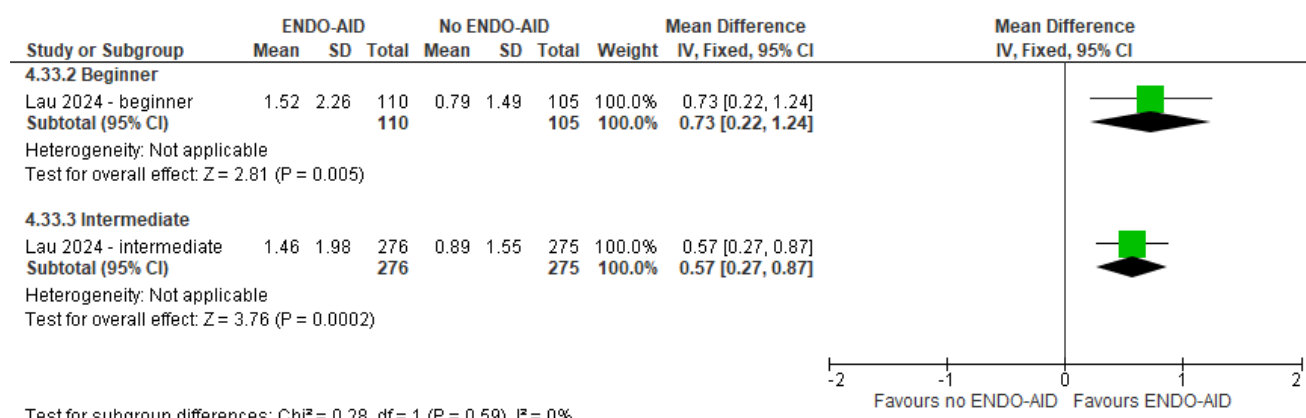 ENDO-AID No ENDO-AID Mean Difference Mean Difference
Study or Subgroup Mean SD Total Mean SD Total Weight IV, Fixed, 95% CI IV, Fixed, 95% CI
4.33.2 Beginner
Lau 2024 - beginner 1.52 2.26 110 0.79 1.49 105 100.0% 0.73 [0.22, 1.24]
Subtotal (95% CI) 110 105 100.0% 0.73 [0.22, 1.24]
Heterogeneity: Not applicable
Test for overall effect: Z = 2.81 (P = 0.005)
4.33.3 Intermediate
Lau 2024 - intermediate 1.46 1.98 276 0.89 1.55 275 100.0% 0.57 [0.27, 0.87]
Subtotal (95% CI) 276 275 100.0% 0.57 [0.27, 0.87]
Heterogeneity: Not applicable
Test for overall effect: Z = 3.76 (P = 0.0002)
-2 -1 0 1 2
Favours no ENDO-AID Favours ENDO-AID
Test for subgroup differences: Chi² = 0.28, df = 1 (P = 0.59), I² = 0%